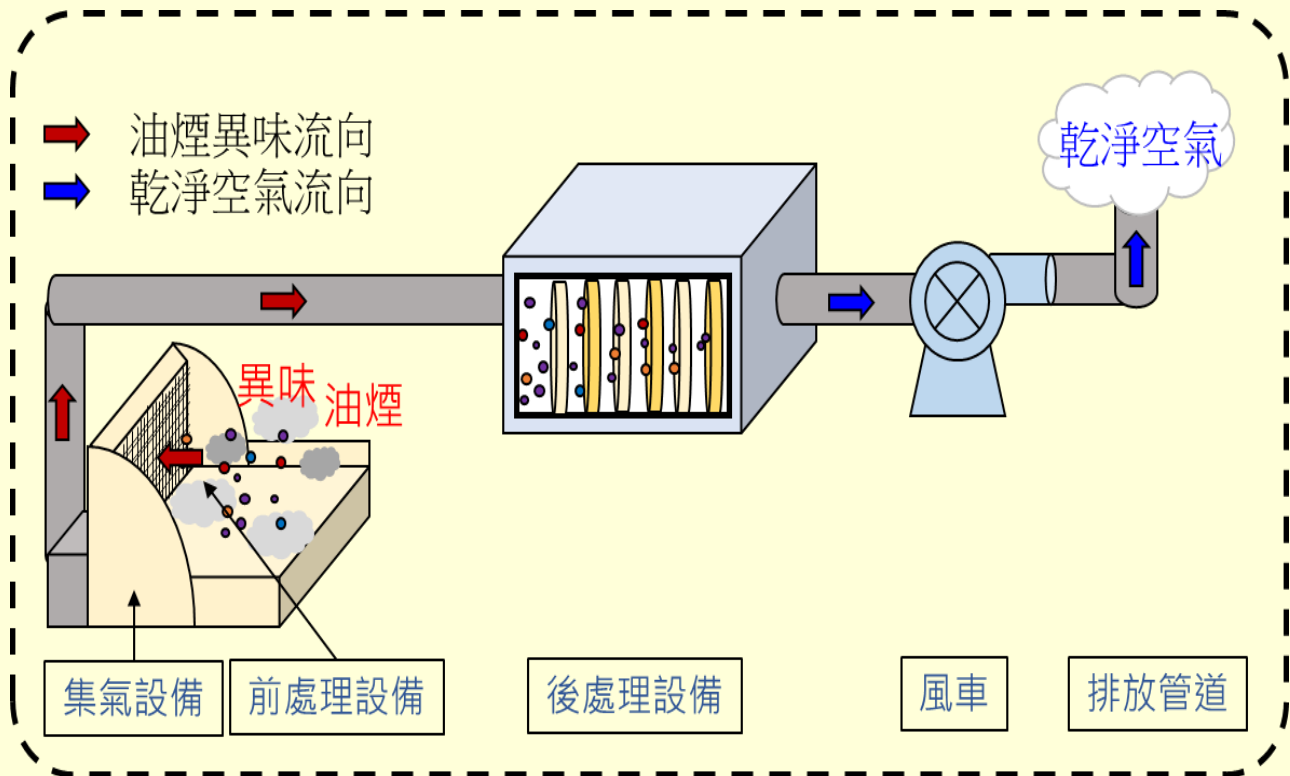 油煙異味流向
乾淨空氣流向
乾淨空氣
異味
油煙
集氣設備
前處理設備
後處理設備
風車
排放管道